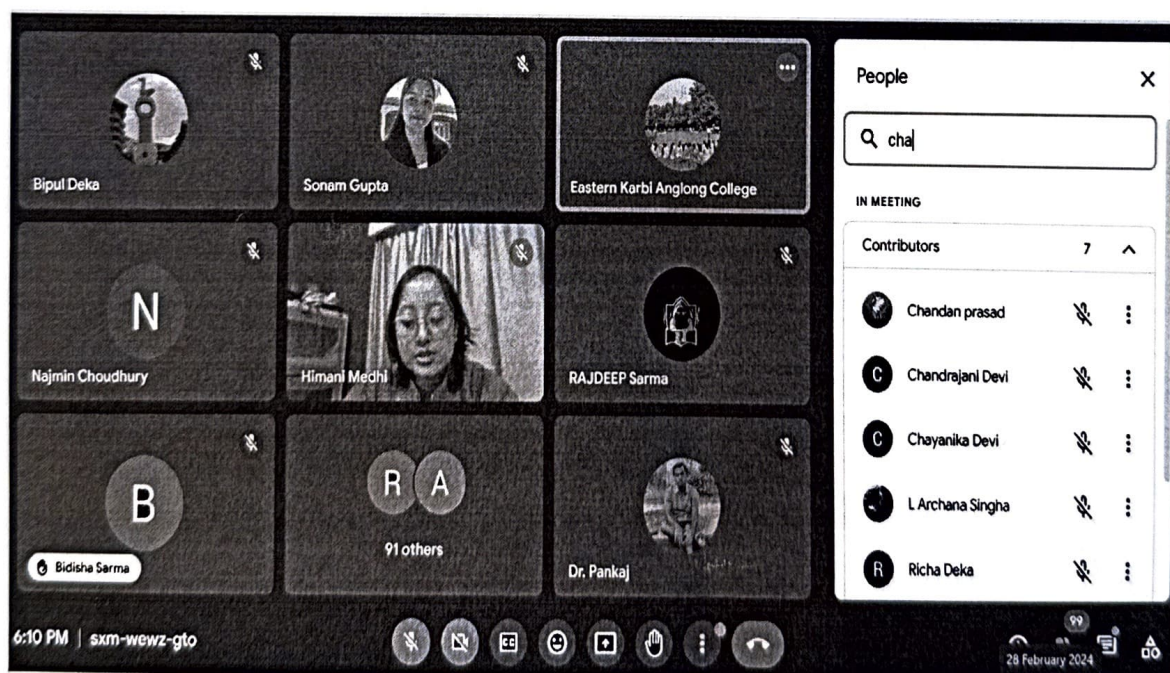 Bipul Deka
Sonam Gupta
Eastern Karbi Anglong College
N
Najmin Choudhury
Himani Medhi
RAJDEEP Sarma
B
Bidisha Sarma
R A
91 others
Dr. Pankaj
People
cha
IN MEETING
Contributors 7
Chandan prasad
C Chandrajani Devi
C Chayanika Devi
L Archana Singha
R Richa Deka
6:10 PM | sxm-wewz-gto
CC
99
28 February 2024